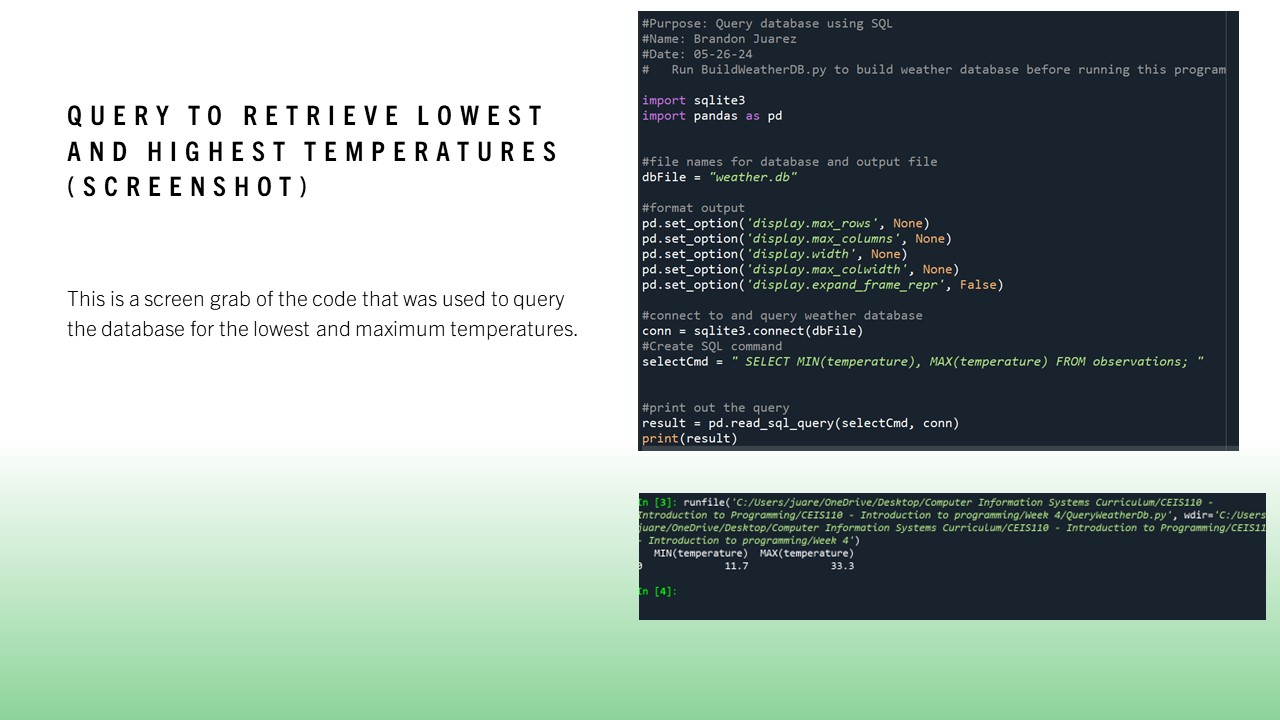 QUERY TO RETRIEVE LOWEST
AND HIGHEST TEMPERATURES
(SCREENSHOT)
This is a screen grab of the code that was used to query
the database for the lowest and maximum temperatures.
#Purpose: Query database using SQL
#Name: Brandon Juarez
#Date: 05-26-24
#   Run BuildWeatherDB.py to build weather database before running this program
import sqlite3
import pandas as pd
#file names for database and output file
dbFile = "weather.db"
#format output
pd.set_option('display.max_rows', None)
pd.set_option('display.max_columns', None)
pd.set_option('display.width', None)
pd.set_option('display.max_colwidth', None)
pd.set_option('display.expand_frame_repr', False)
#connect to and query weather database
conn = sqlite3.connect(dbFile)
#Create SQL command
selectCmd = " SELECT MIN(temperature), MAX(temperature) FROM observations; "
#print out the query
result = pd.read_sql_query(selectCmd, conn)
print(result)
In [3]: runfile('C:/Users/juare/OneDrive/Desktop/Computer Information Systems Curriculum/CEIS110 -
Introduction to Programming/CEIS110 - Introduction to programming/Week 4/QueryWeatherDb.py', wdir='C:/Users
juare/OneDrive/Desktop/Computer Information Systems Curriculum/CEIS110 - Introduction to Programming/CEIS11
- Introduction to programming/Week 4')
MIN(temperature)  MAX(temperature)
0  11.7  33.3
In [4]: